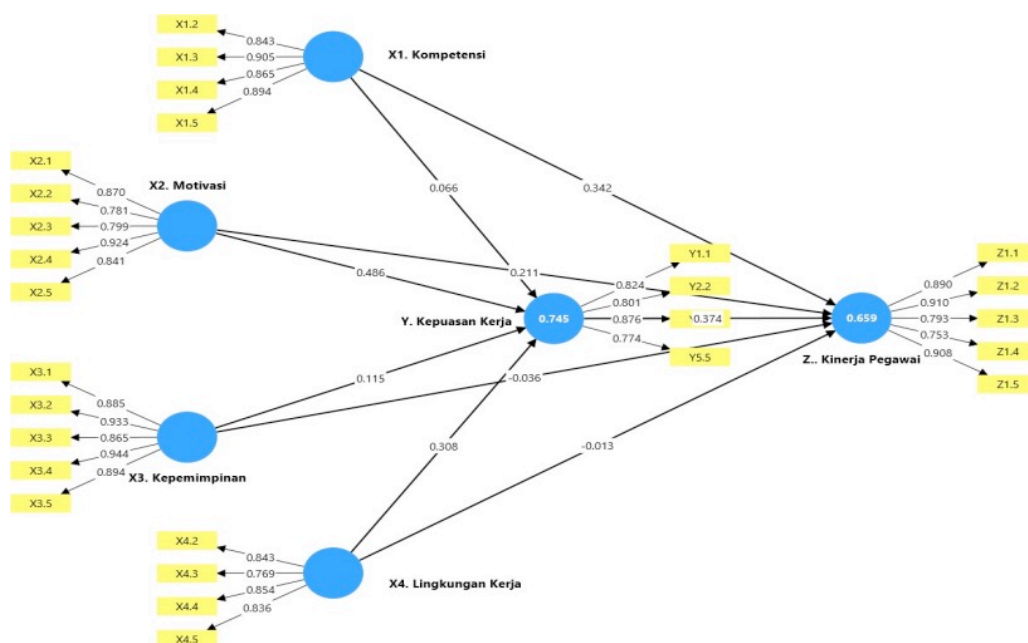 X1.2
X1.3
X1.4
X1.5
0.843
0.905
0.865
0.894
X1. Kompetensi
X2.1
X2.2
X2.3
X2.4
X2.5
0.870
0.781
0.799
0.924
0.841
X2. Motivasi
0.066
0.342
0.486
0.211
Y. Kepuasan Kerja
0.745
0.824
0.801
0.876
0.774
Y1.1
Y2.2
0.374
Y5.5
0.659
Z.. Kinerja Pegawai
0.890
0.910
0.793
0.753
0.908
Z1.1
Z1.2
Z1.3
Z1.4
Z1.5
X3.1
X3.2
X3.3
X3.4
X3.5
0.885
0.933
0.865
0.944
0.894
X3. Kepemimpinan
0.115
-0.036
0.308
-0.013
X4.2
X4.3
X4.4
X4.5
0.843
0.769
0.854
0.836
X4. Lingkungan Kerja